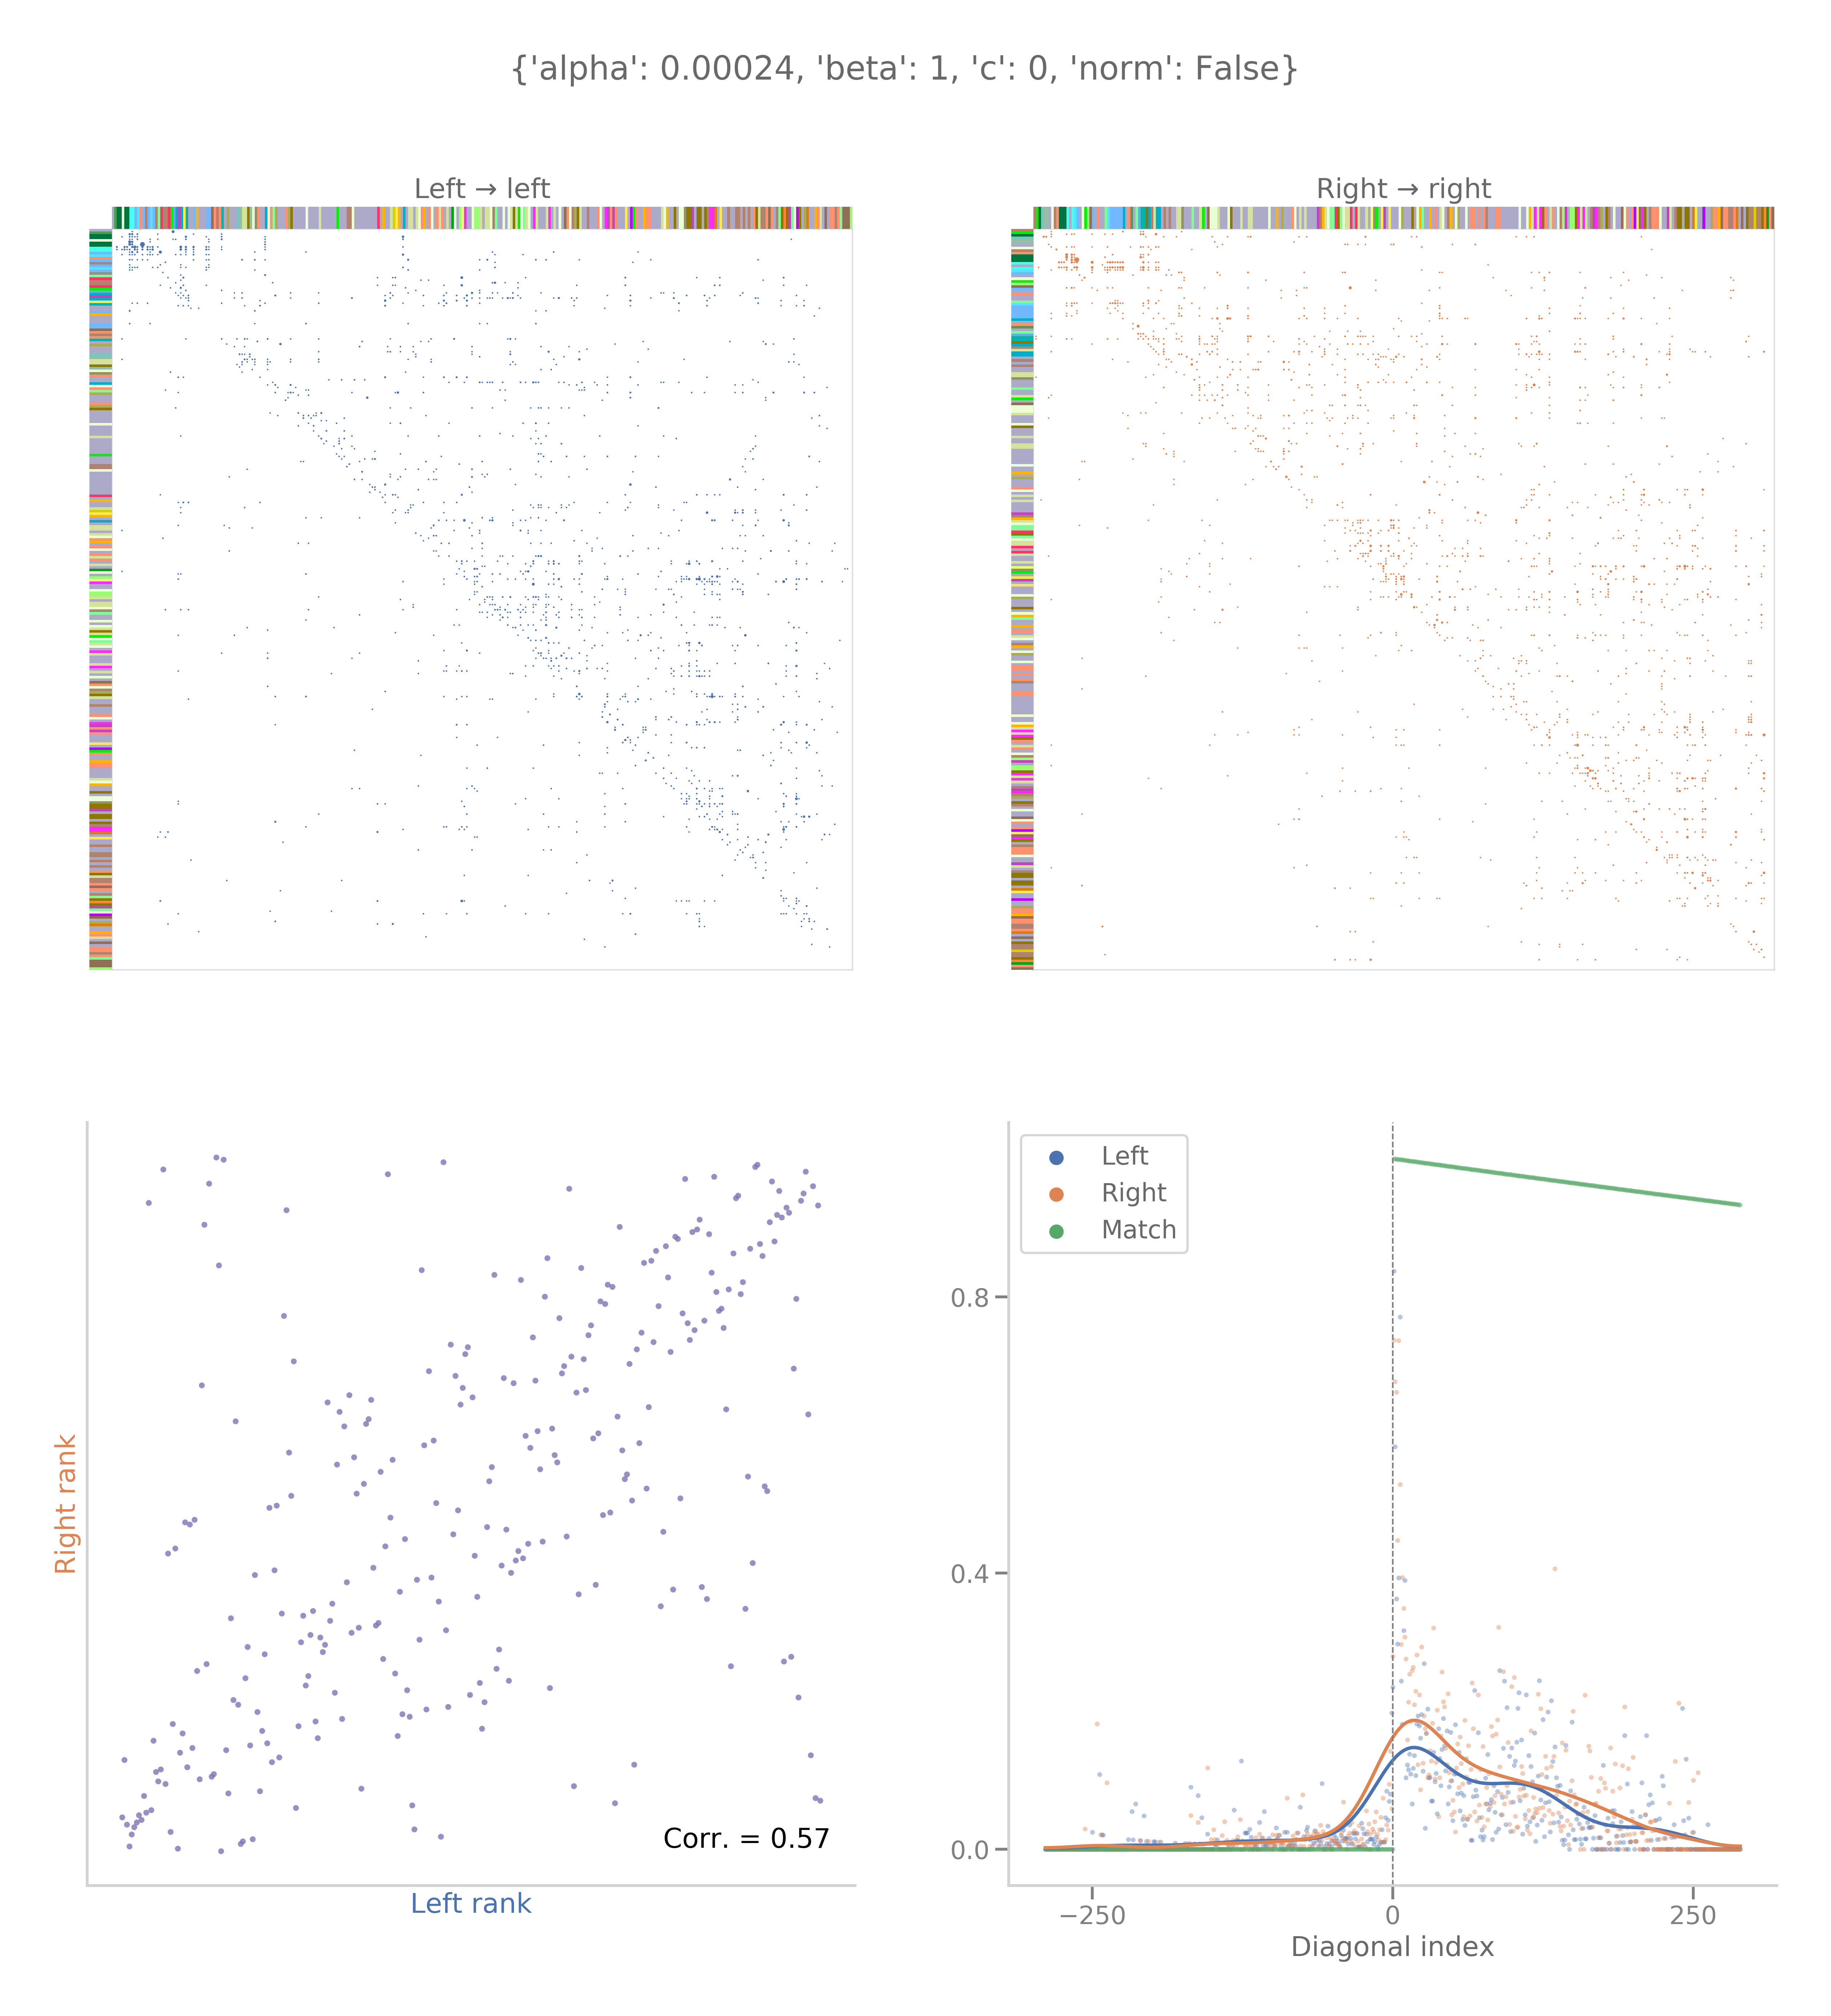 {'alpha': 0.00024, 'beta': 1, 'c': 0, 'norm': False}
Left → left
Right → right
Right rank
Corr. = 0.57
Left rank
Left
Right
Match
0.8
0.4
0.0
−250
0
250
Diagonal index